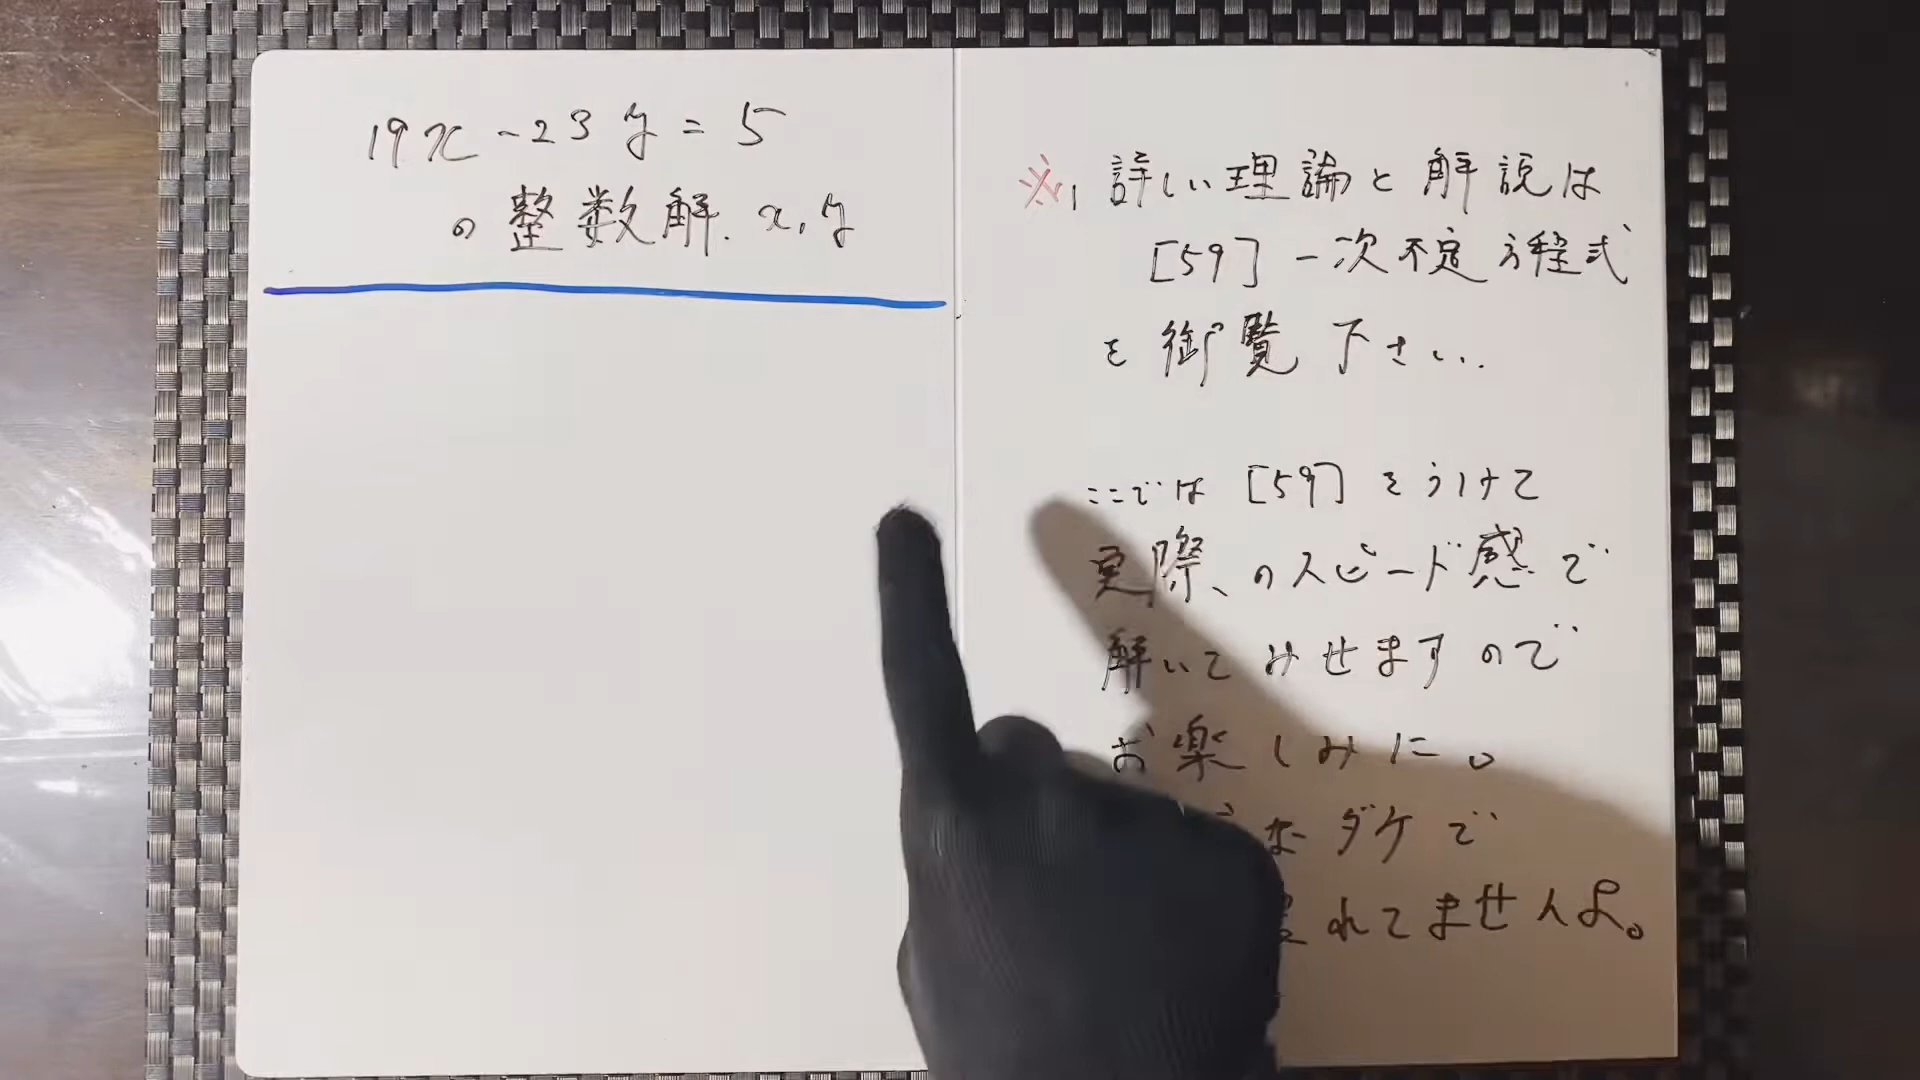 19x - 23y = 5
の整数解. x, y
※1 詳しい理論と解説は
[59] 一次不定方程式
を御覧下さい.
ここでは [59] をうけて
実際、のスピード感で
解いてみせますので
お楽しみに。
ダケで
れてませんよ。